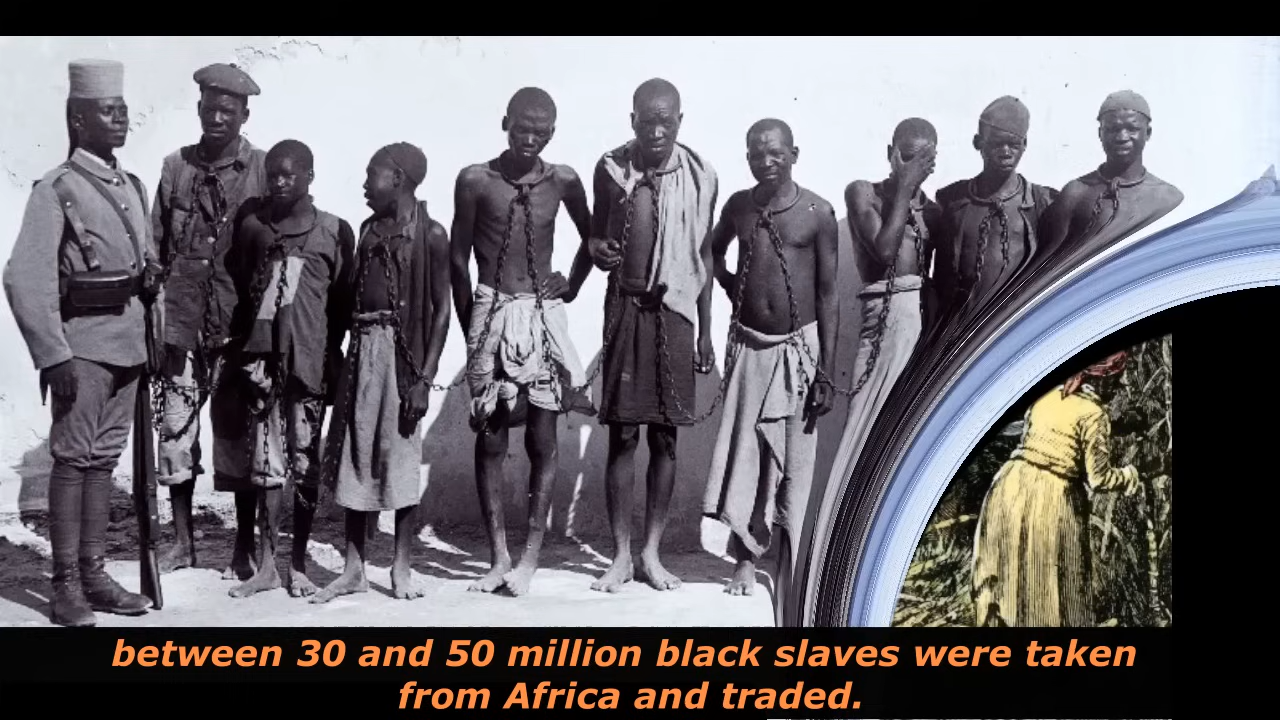 between 30 and 50 million black slaves were taken
from Africa and traded.